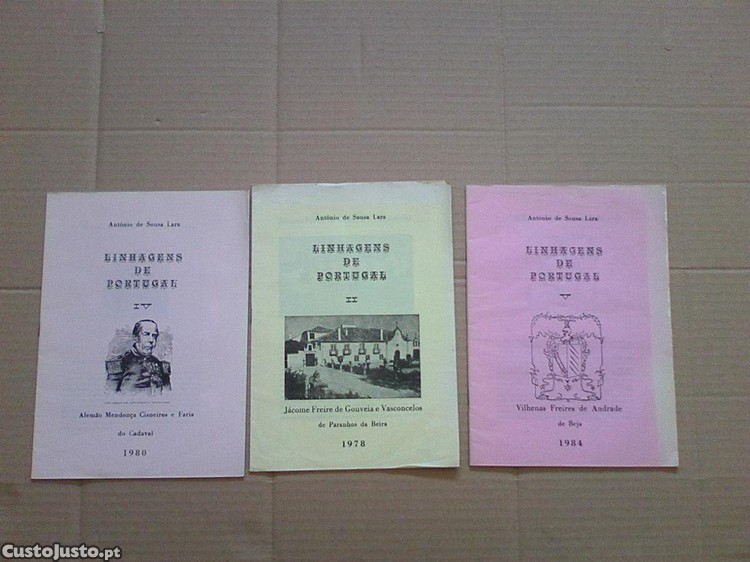 António de Sousa Lara
LINHAGENS
DE
PORTUGAL
IV
Alemão Mendonça Cisneiros e Faria
do Cadaval
1980
António de Sousa Lara
LINHAGENS
DE
PORTUGAL
II
Jácome Freire de Gouveia e Vasconcelos
de Paranhos da Beira
1978
António de Sousa Lara
LINHAGENS
DE
PORTUGAL
V
Vilhenas Freires de Andrade
de Beja
1984
CustoJusto.pt